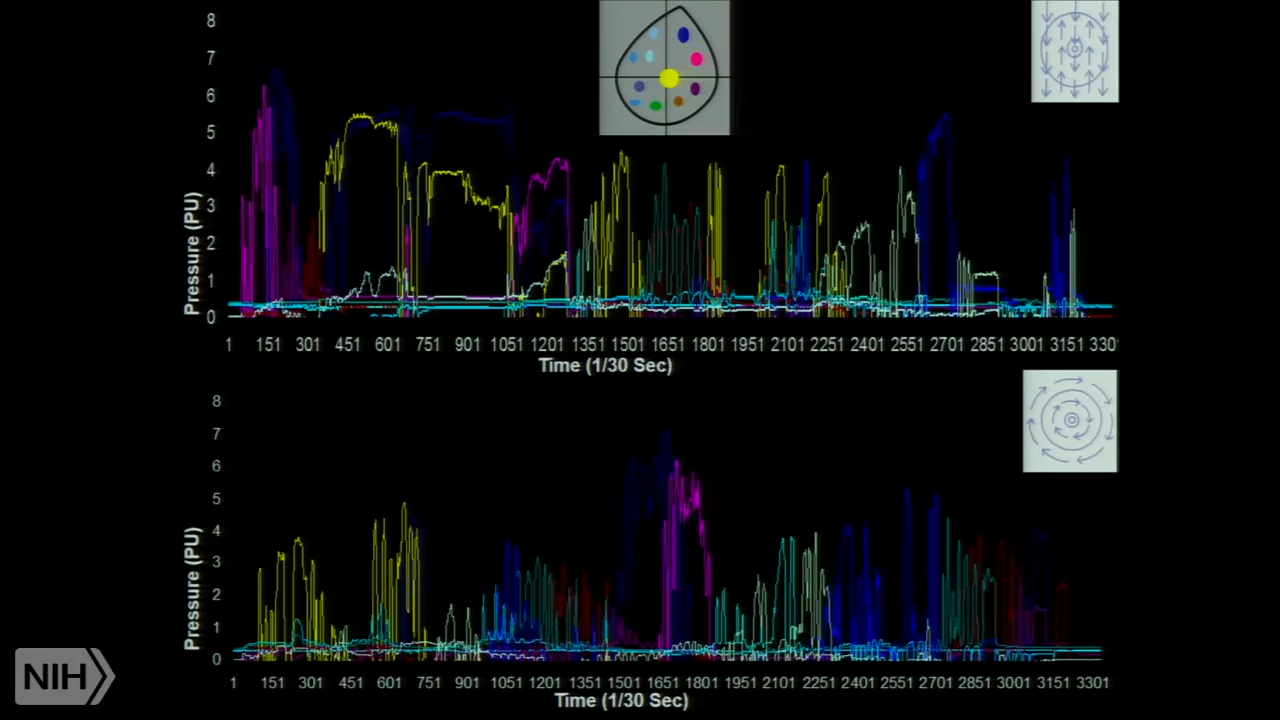 8
7
6
5
4
3
2
1
0
Pressure (PU)
1 151 301 451 601 751 901 1051 1201 1351 1501 1651 1801 1951 2101 2251 2401 2551 2701 2851 3001 3151 330
Time (1/30 Sec)
8
7
6
5
4
3
2
1
0
Pressure (PU)
1 151 301 451 601 751 901 1051 1201 1351 1501 1651 1801 1951 2101 2251 2401 2551 2701 2851 3001 3151 3301
Time (1/30 Sec)
NIH